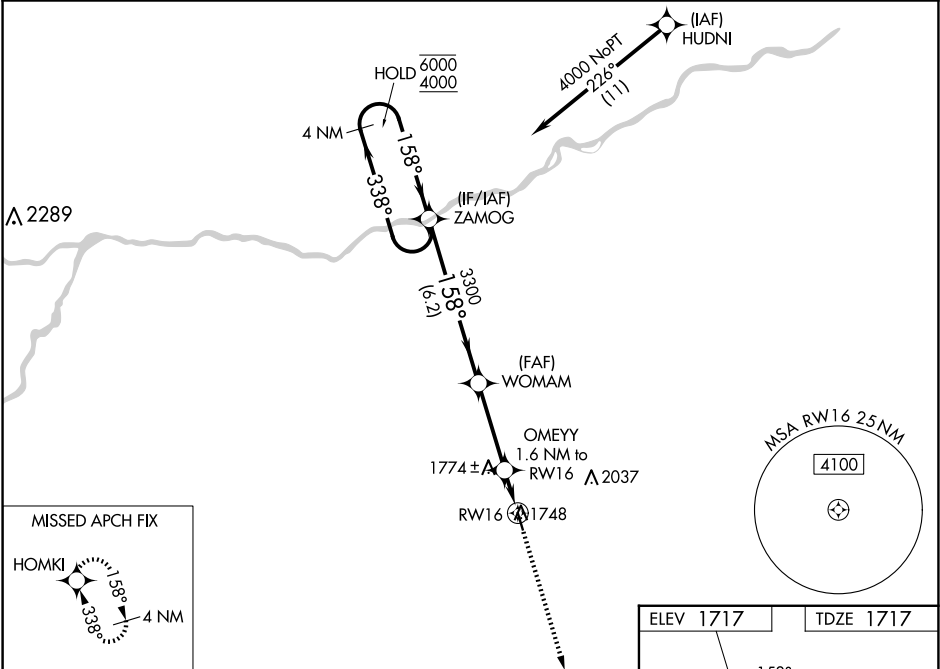 (IAF)
HUDNI
4000 NoPT
226°
(11)
HOLD 6000
4000
4 NM
158°
338°
(IF/IAF)
ZAMOG
2289
3300
158°
(6.2)
(FAF)
WOMAM
OMEYY
1.6 NM to
RW16
1774±
2037
RW16
1748
MSA RW16 25 NM
4100
MISSED APCH FIX
HOMKI
158°
338°
4 NM
ELEV 1717
TDZE 1717